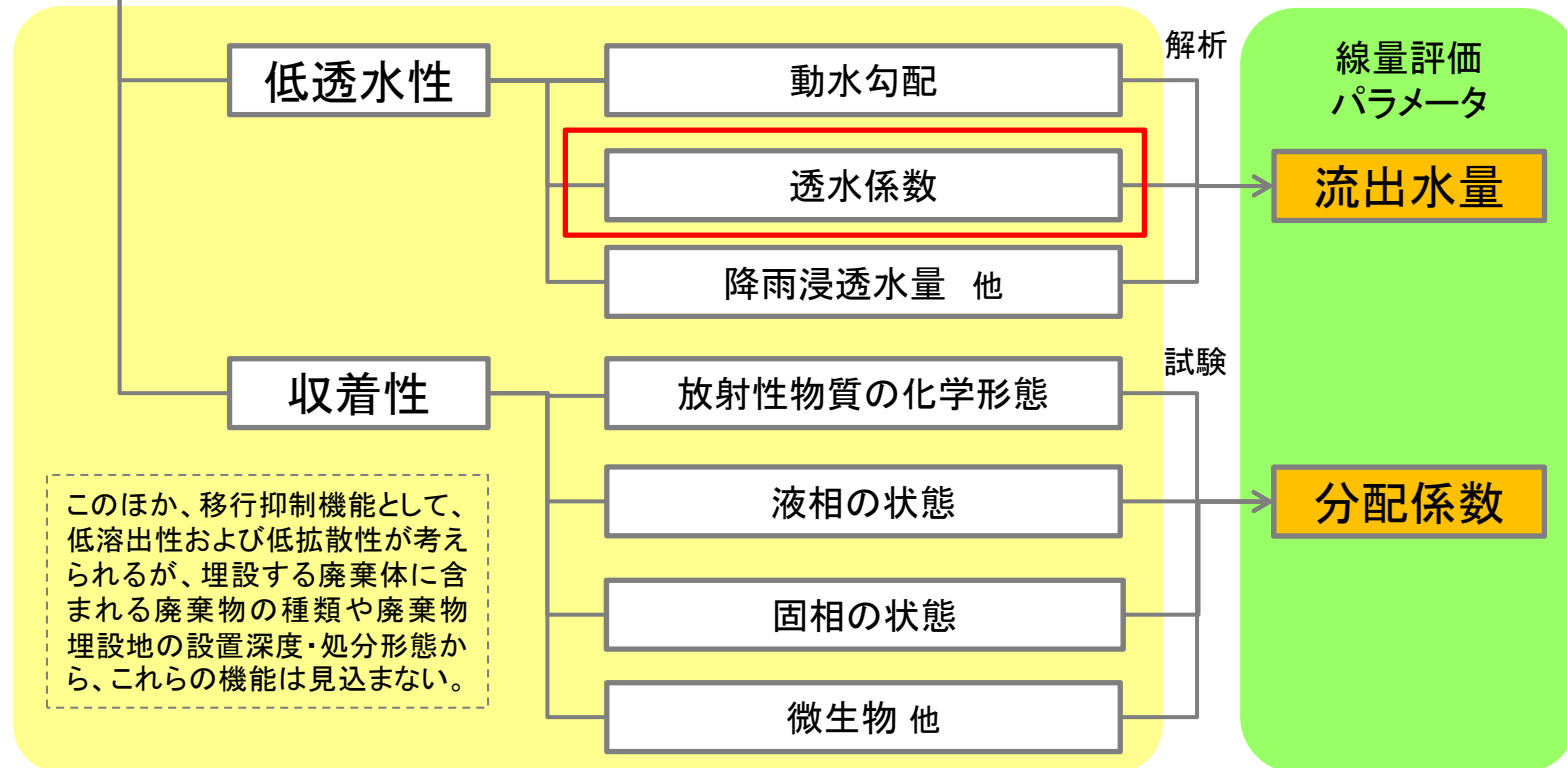 低透水性
動水勾配
透水係数
降雨浸透水量 他
解析
線量評価
パラメータ
流出水量
収着性
放射性物質の化学形態
液相の状態
固相の状態
微生物 他
試験
分配係数
このほか、移行抑制機能として、
低溶出性および低拡散性が考え
られるが、埋設する廃棄体に含
まれる廃棄物の種類や廃棄物
埋設地の設置深度・処分形態か
ら、これらの機能は見込まない。